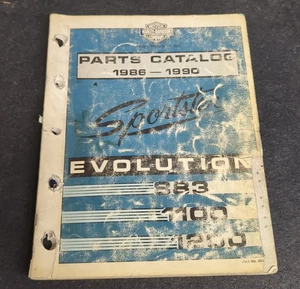 PARTS CATALOG
1986 — 1990
Sportster
EVOLUTION
883
1100
1200